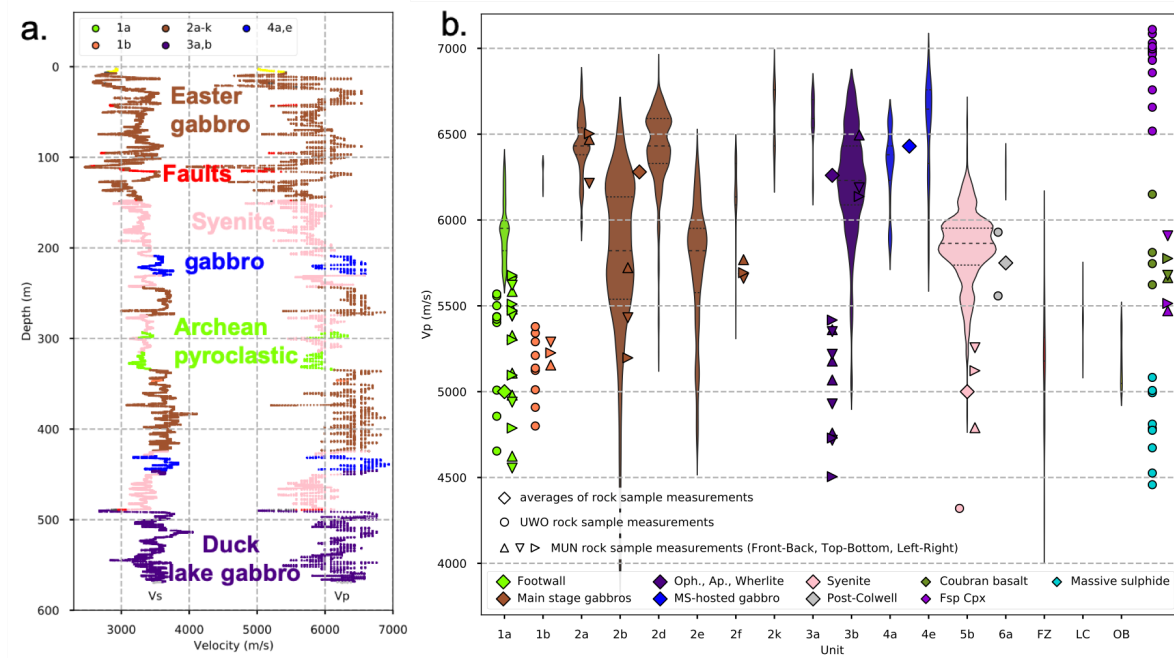 a.
1a
2a-k
4a,e
1b
3a,b
0
100
200
300
400
500
600
Depth (m)
Easter
gabbro
Faults
Syenite
gabbro
Archean
pyroclastic
Duck
lake gabbro
Vs
Vp
3000
4000
5000
6000
7000
Velocity (m/s)
b.
7000
6500
6000
5500
5000
4500
4000
Vp (m/s)
averages of rock sample measurements
UWO rock sample measurements
MUN rock sample measurements (Front-Back, Top-Bottom, Left-Right)
Footwall
Oph., Ap., Wherlite
Syenite
Coubran basalt
Massive sulphide
Main stage gabbros
MS-hosted gabbro
Post-Colwell
Fsp Cpx
1a
1b
2a
2b
2d
2e
2f
2k
3a
3b
4a
4e
5b
6a
FZ
LC
OB
Unit